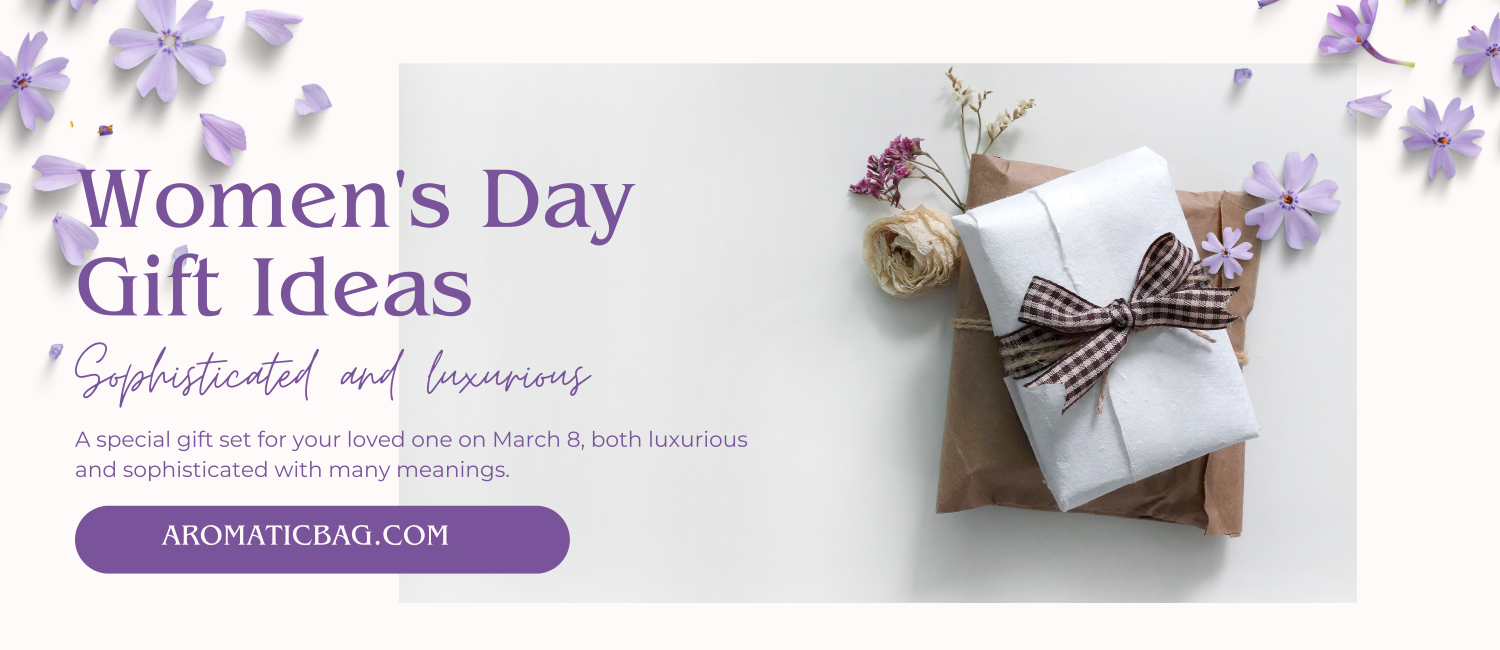 Women's Day
Gift Ideas
Sophisticated and luxurious
A special gift set for your loved one on March 8, both luxurious
and sophisticated with many meanings.
AROMATICBAG.COM